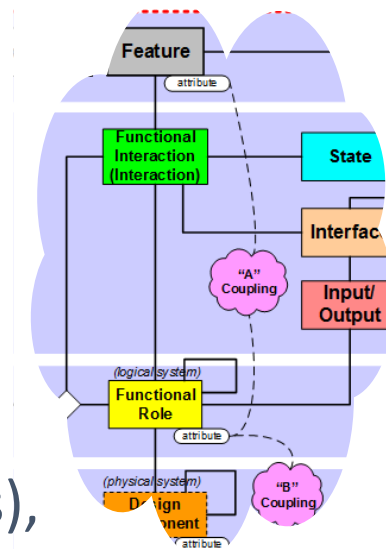 Feature
attribute
Functional
Interaction
(Interaction)
State
Interfac
"A"
Coupling
Input/
Output
(logical system)
Functional
Role
attribute
(physical system)
"B"
Coupling
s),
attribute